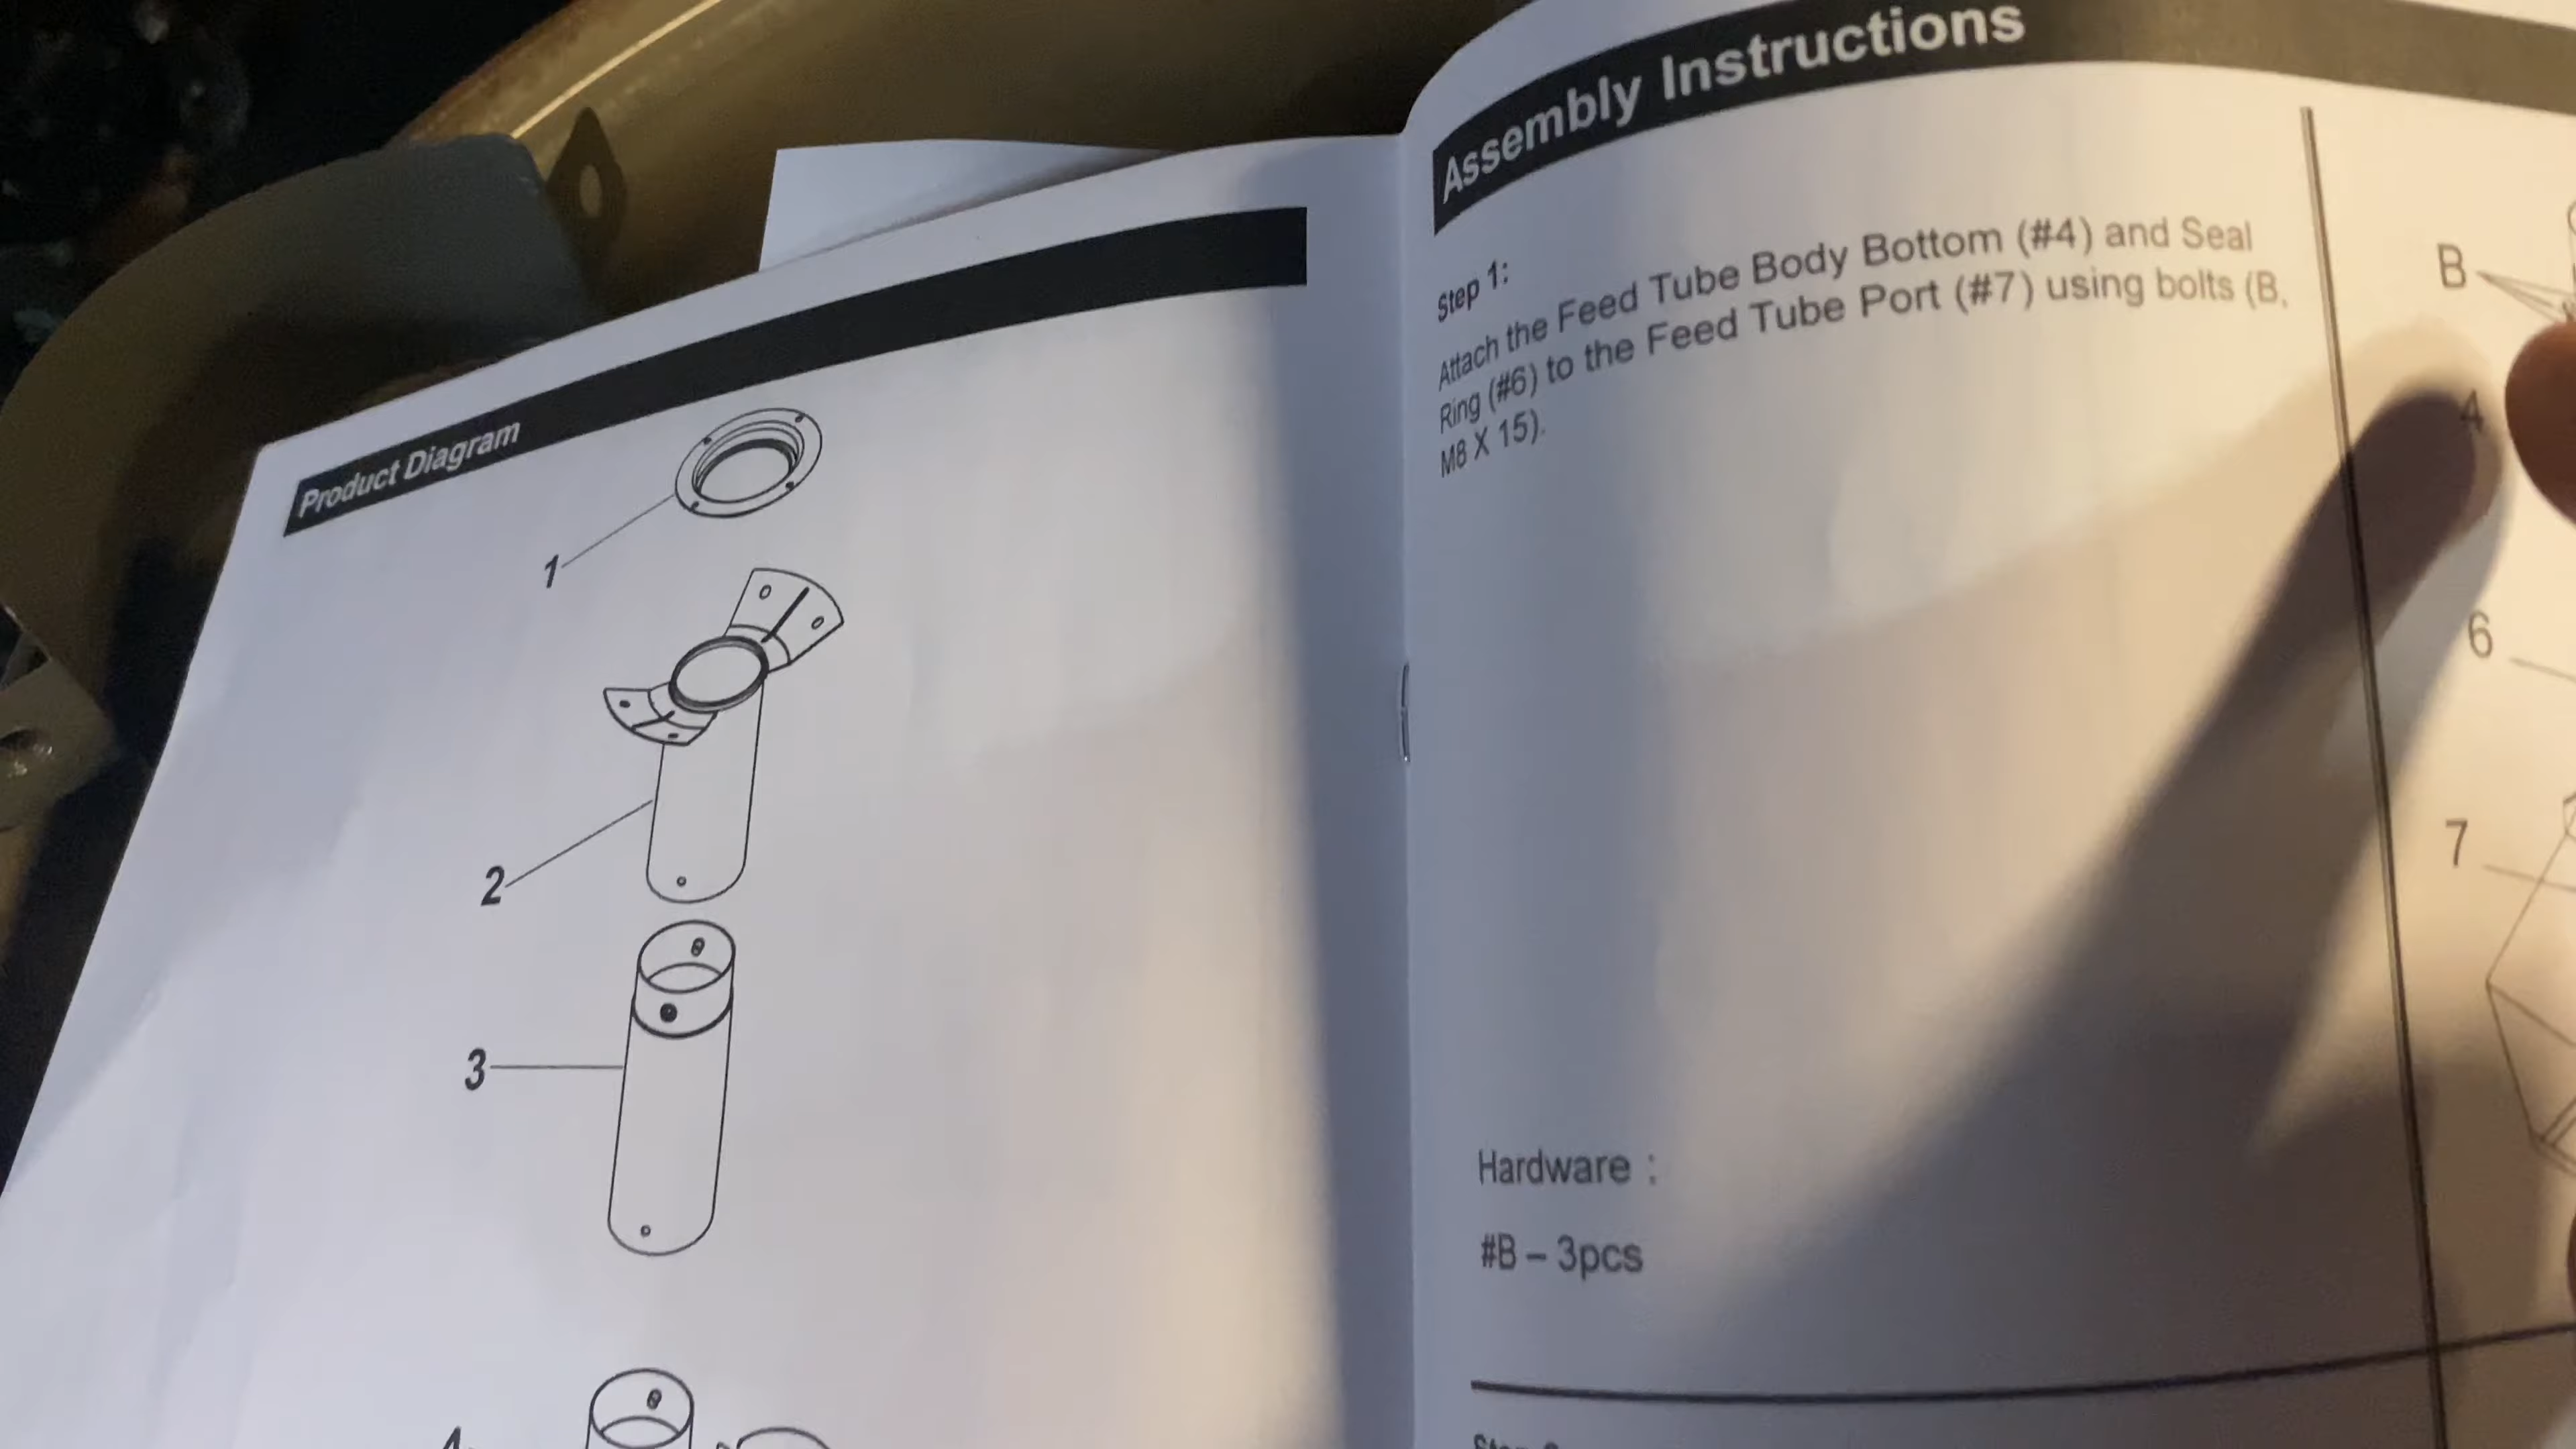 Product Diagram
1
2
3
4
Assembly Instructions
Step 1:
Attach the Feed Tube Body Bottom (#4) and Seal
Ring (#6) to the Feed Tube Port (#7) using bolts (B,
M8 X 15).
Hardware :
#B – 3pcs
B
4
6
7